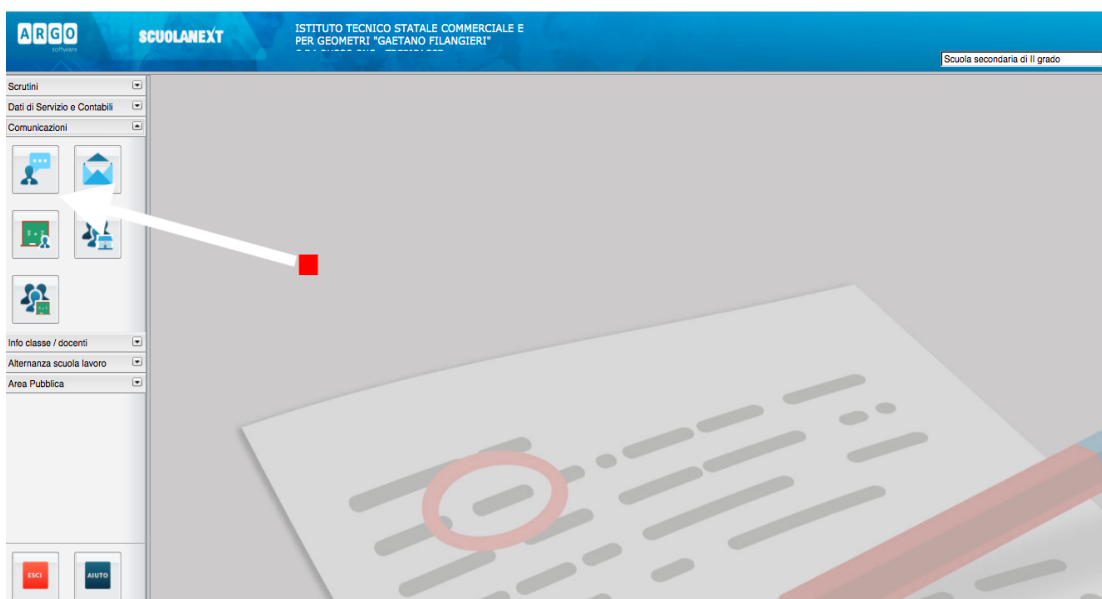 ARGO
software
SCUOLANEXT
ISTITUTO TECNICO STATALE COMMERCIALE E
PER GEOMETRI "GAETANO FILANGIERI"
Scuola secondaria di II grado
Scrutini
Dati di Servizio e Contabili
Comunicazioni
Info classe / docenti
Alternanza scuola lavoro
Area Pubblica
ESCI
AIUTO